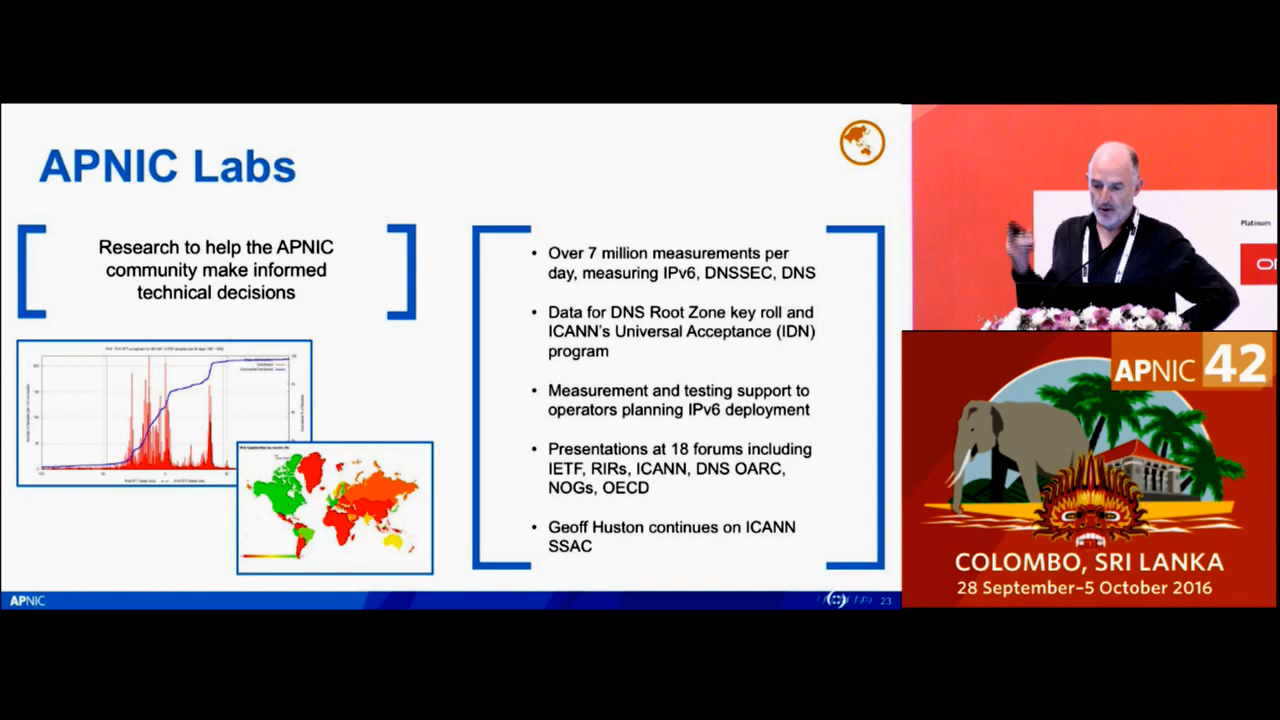 APNIC Labs
Research to help the APNIC
community make informed
technical decisions
• Over 7 million measurements per
day, measuring IPv6, DNSSEC, DNS
• Data for DNS Root Zone key roll and
ICANN's Universal Acceptance (IDN)
program
• Measurement and testing support to
operators planning IPv6 deployment
• Presentations at 18 forums including
IETF, RIRs, ICANN, DNS OARC,
NOGs, OECD
• Geoff Huston continues on ICANN
SSAC
APNIC
23
Platinum
APNIC 42
COLOMBO, SRI LANKA
28 September–5 October 2016